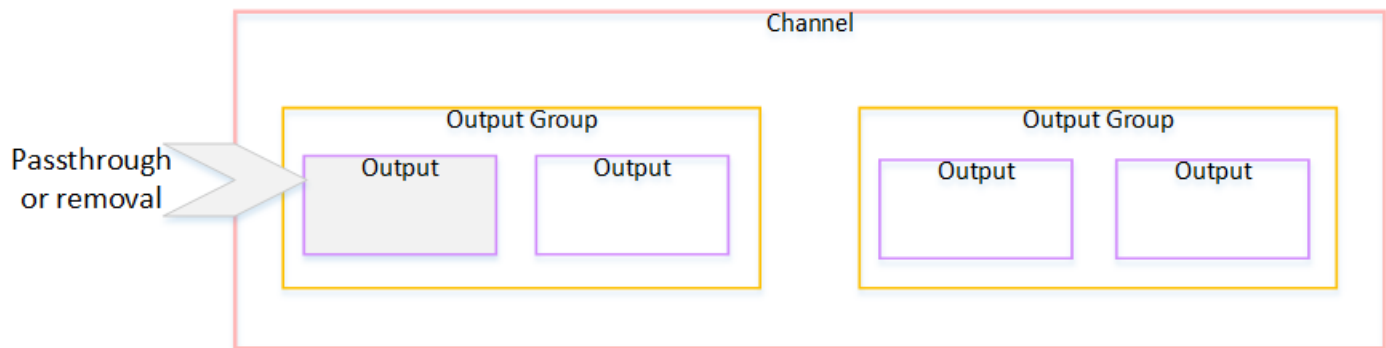 Channel
Output Group
Output Group
Passthrough
or removal
Output
Output
Output
Output